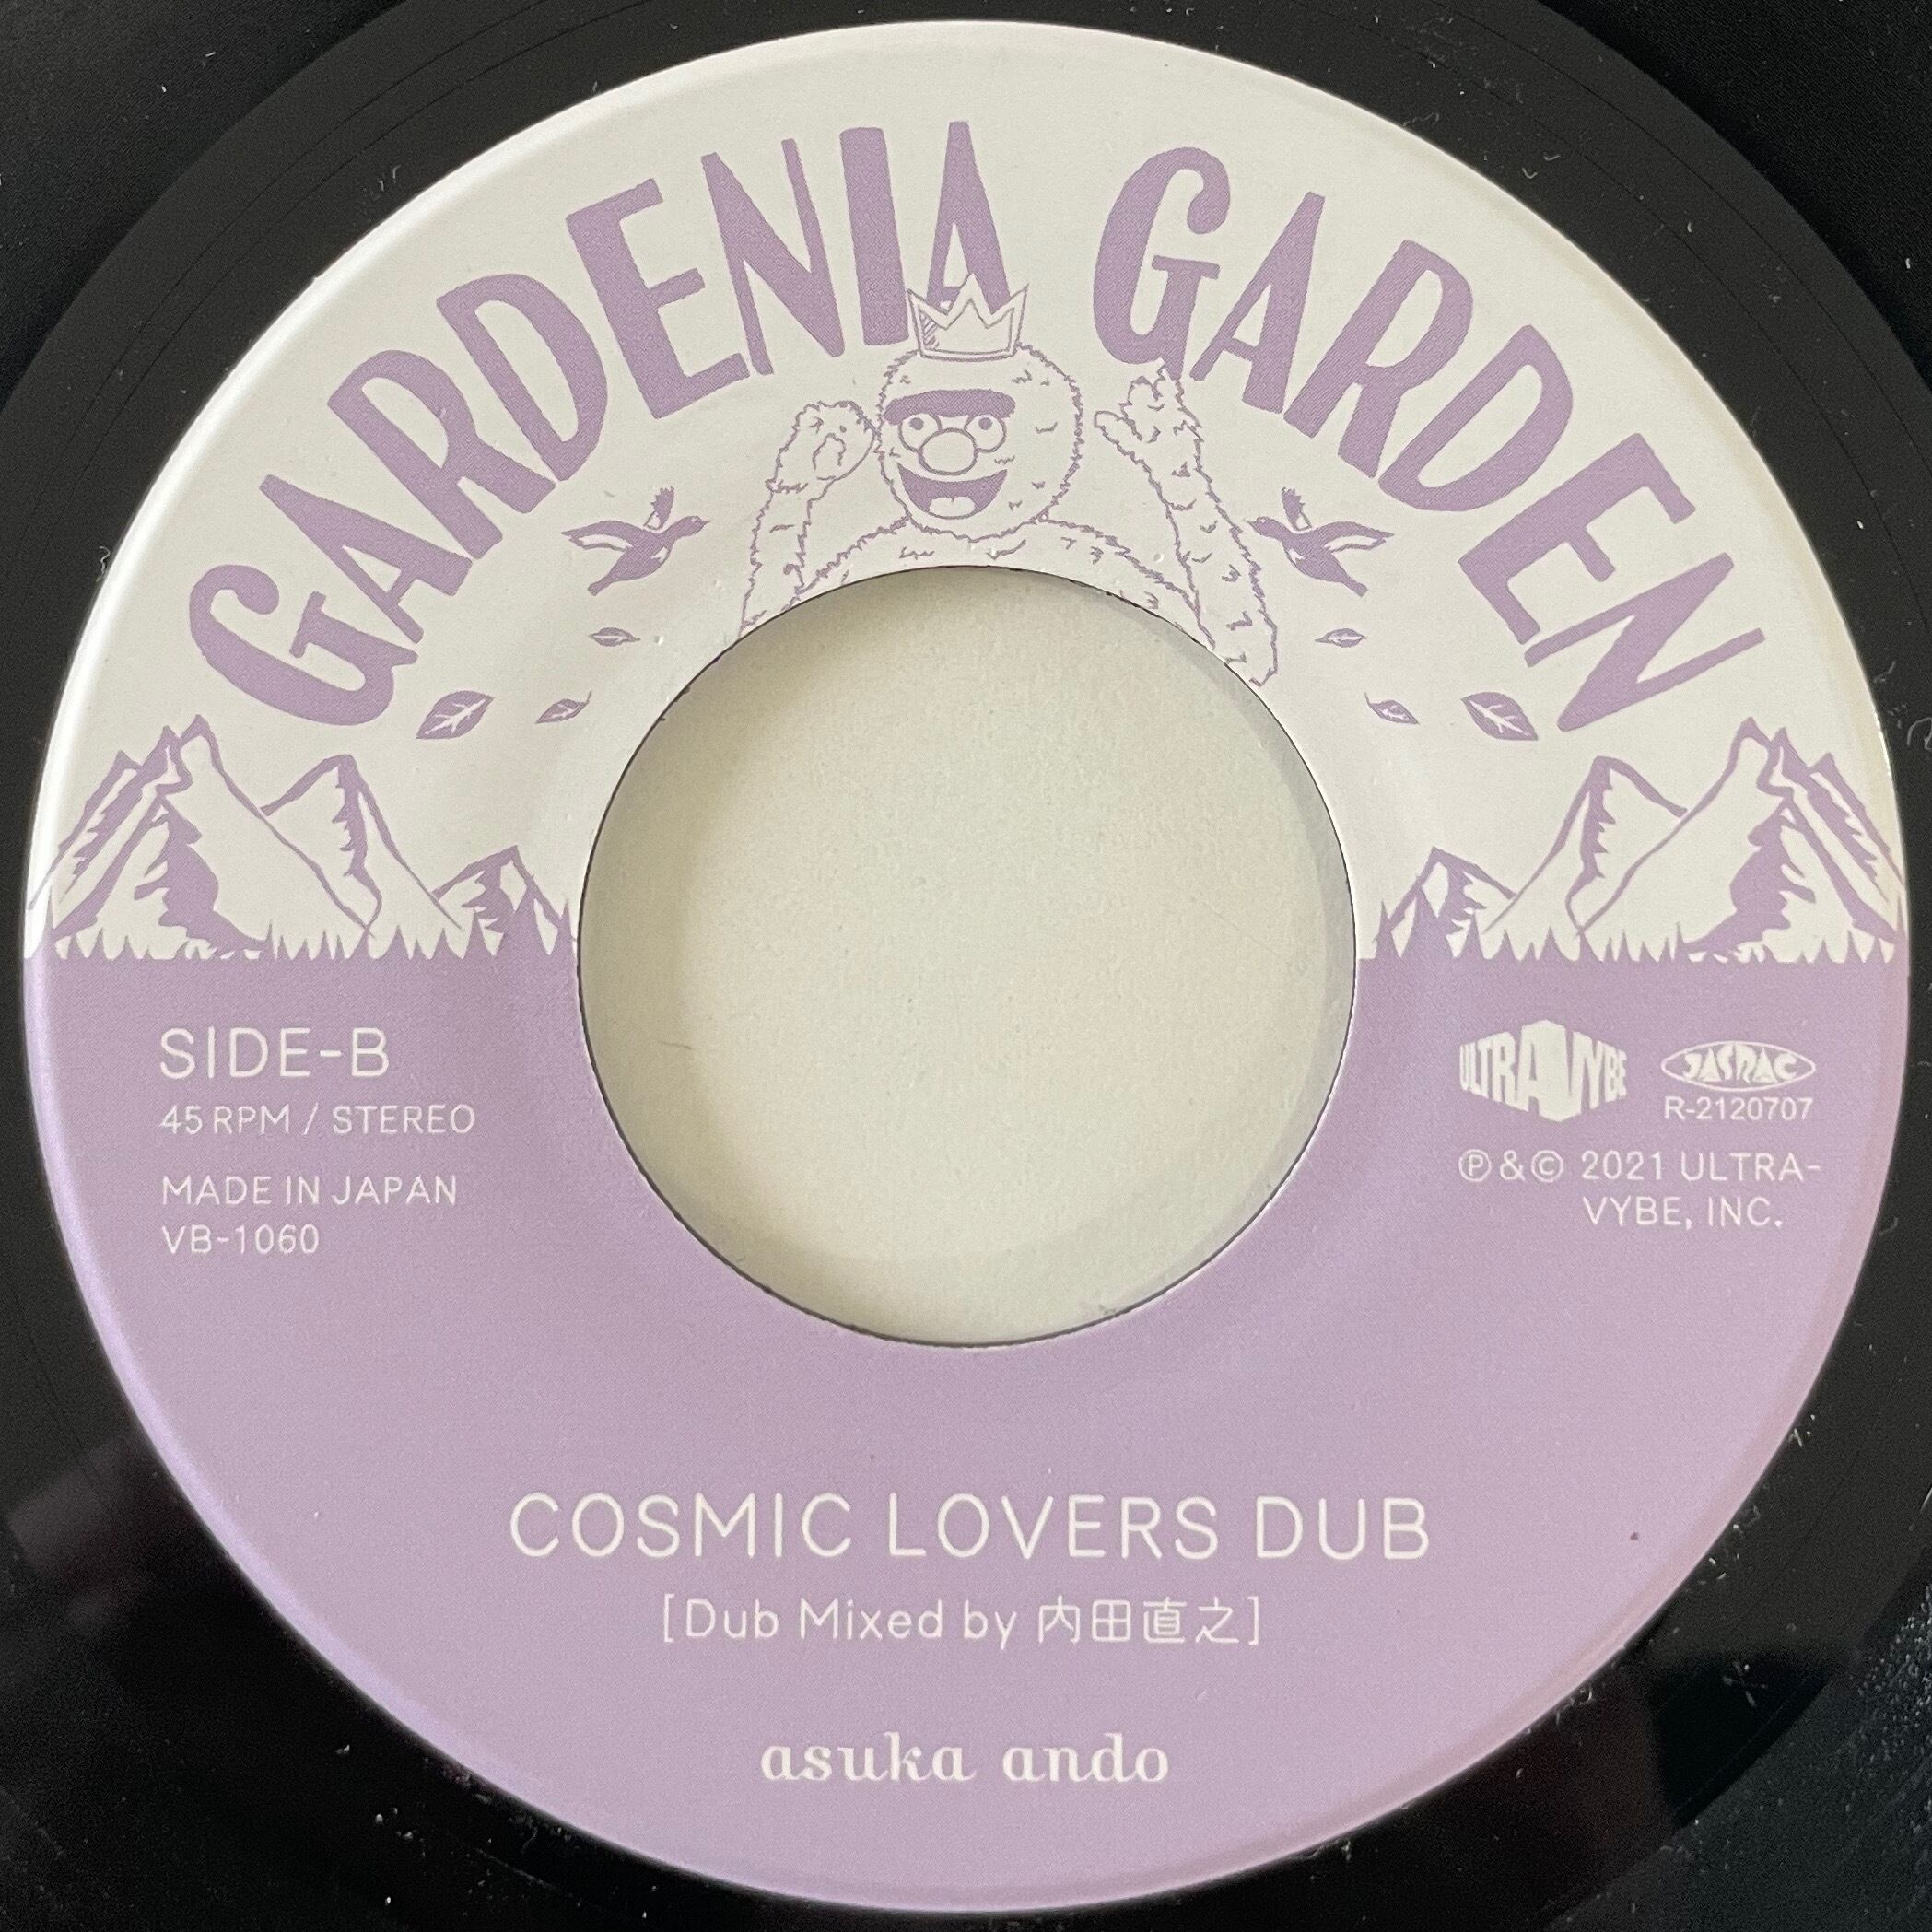 GARDENIA GARDEN
SIDE-B
45 RPM / STEREO
MADE IN JAPAN
VB-1060
ULTRA VYBE
JASRAC
R-2120707
Ⓟ & © 2021 ULTRA-
VYBE, INC.
COSMIC LOVERS DUB
[Dub Mixed by 内田直之]
asuka ando